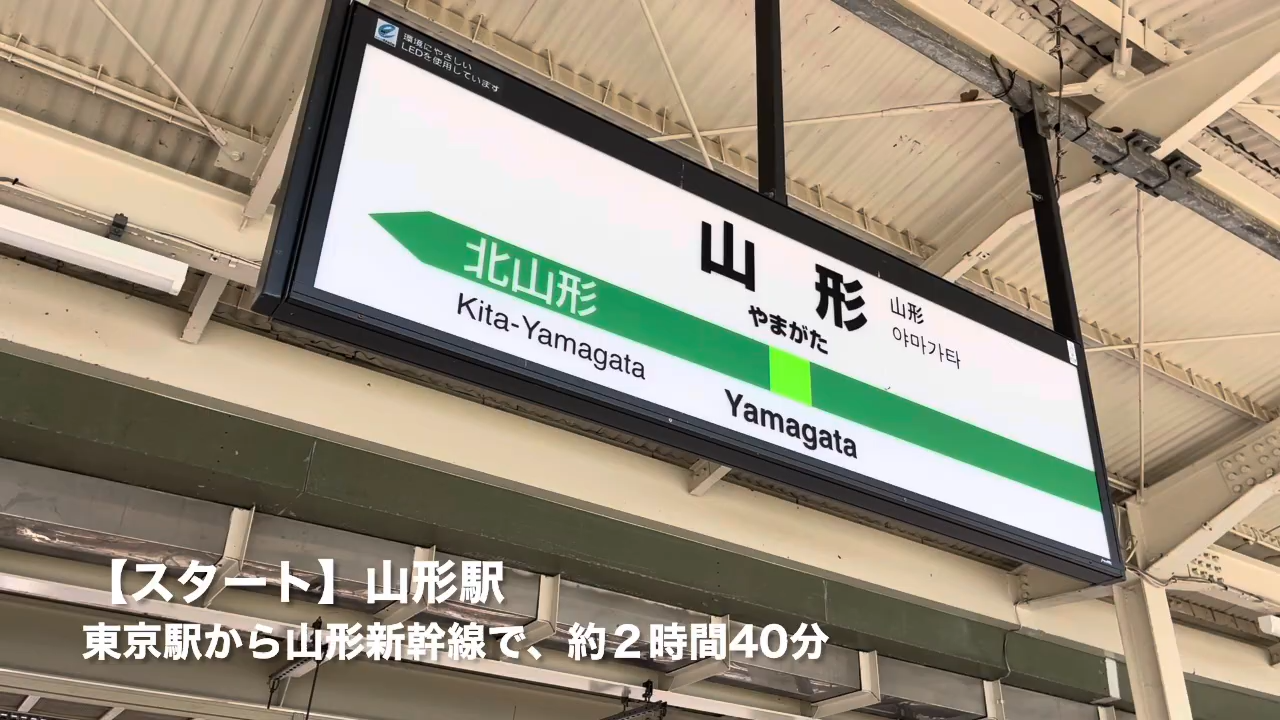 環境にやさしい
LEDを使用しています
山形
やまがた
山形
야마가타
北山形
Kita-Yamagata
Yamagata
【スタート】山形駅
東京駅から山形新幹線で、約２時間40分